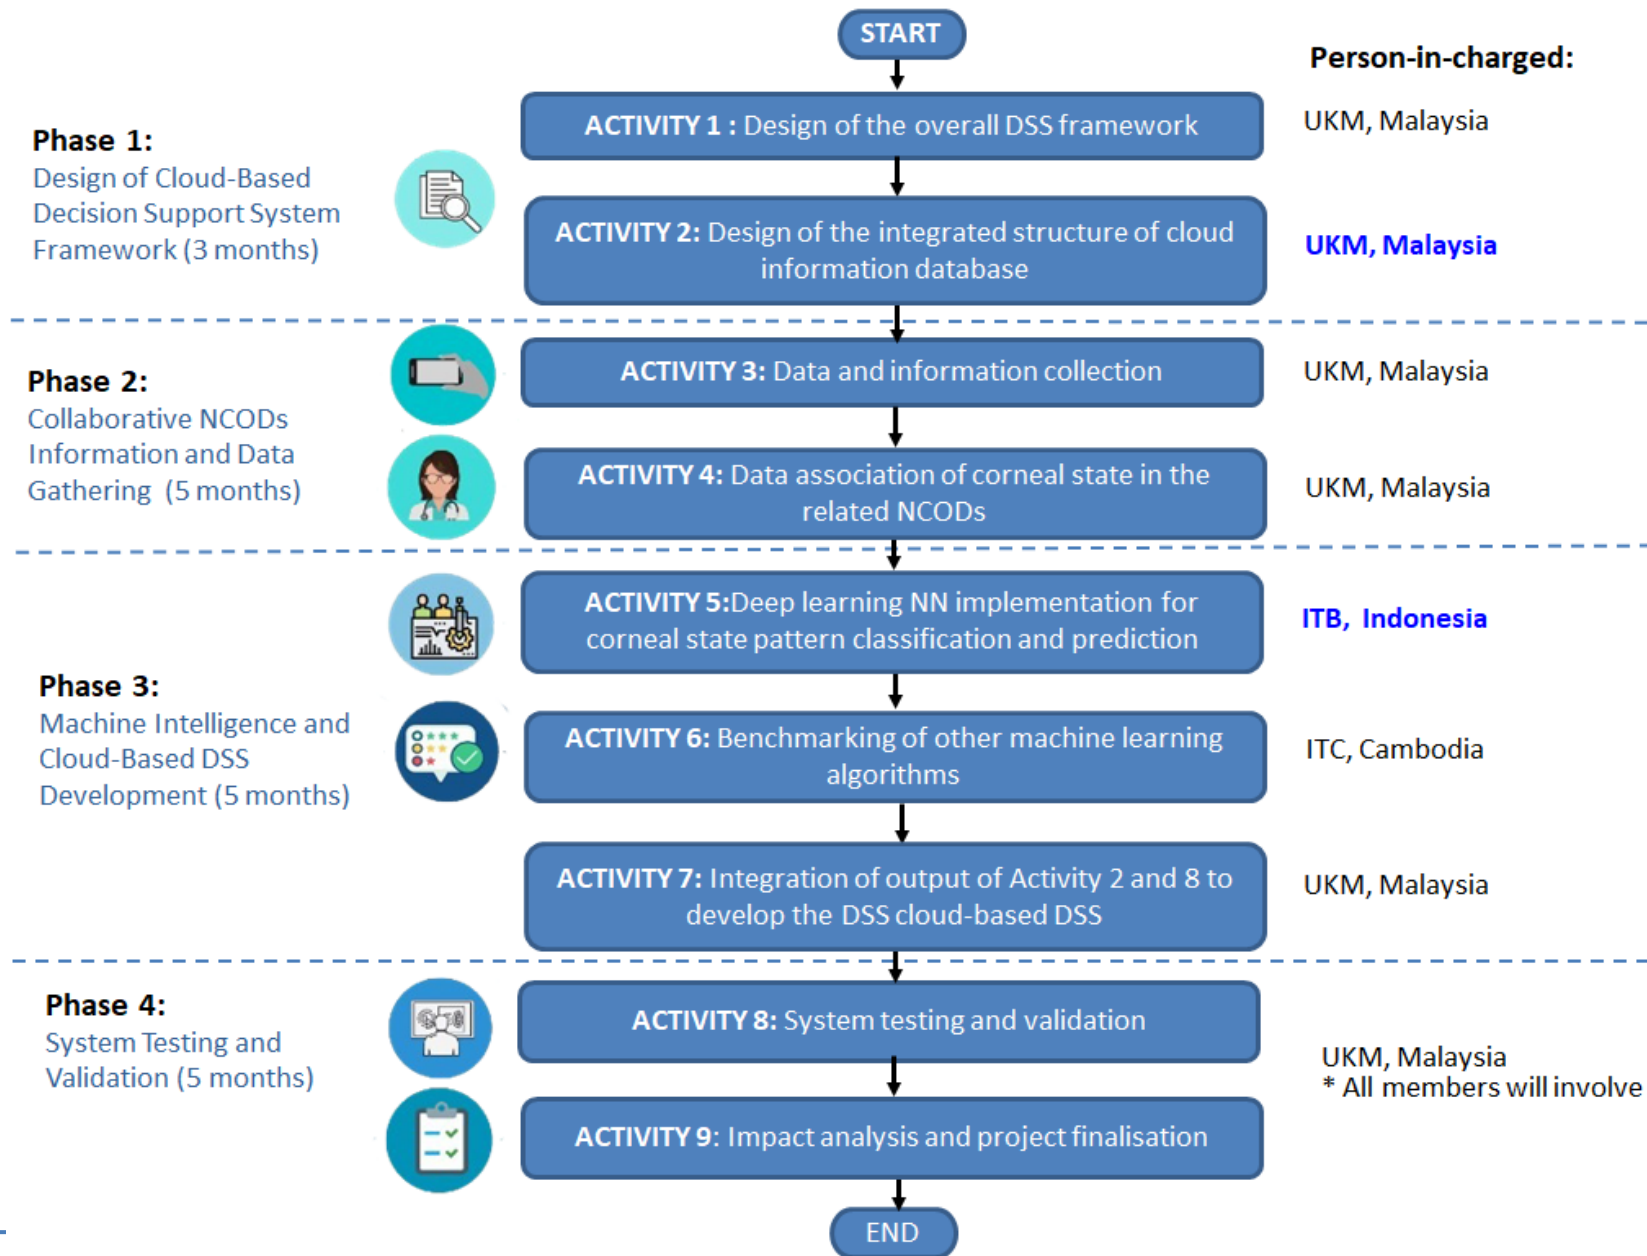 START
Person-in-charged:
Phase 1:
Design of Cloud-Based
Decision Support System
Framework (3 months)
ACTIVITY 1 : Design of the overall DSS framework
UKM, Malaysia
ACTIVITY 2: Design of the integrated structure of cloud
information database
UKM, Malaysia
Phase 2:
Collaborative NCODs
Information and Data
Gathering (5 months)
ACTIVITY 3: Data and information collection
UKM, Malaysia
ACTIVITY 4: Data association of corneal state in the
related NCODs
UKM, Malaysia
Phase 3:
Machine Intelligence and
Cloud-Based DSS
Development (5 months)
ACTIVITY 5:Deep learning NN implementation for
corneal state pattern classification and prediction
ITB, Indonesia
ACTIVITY 6: Benchmarking of other machine learning
algorithms
ITC, Cambodia
ACTIVITY 7: Integration of output of Activity 2 and 8 to
develop the DSS cloud-based DSS
UKM, Malaysia
Phase 4:
System Testing and
Validation (5 months)
ACTIVITY 8: System testing and validation
ACTIVITY 9: Impact analysis and project finalisation
UKM, Malaysia
* All members will involve
END